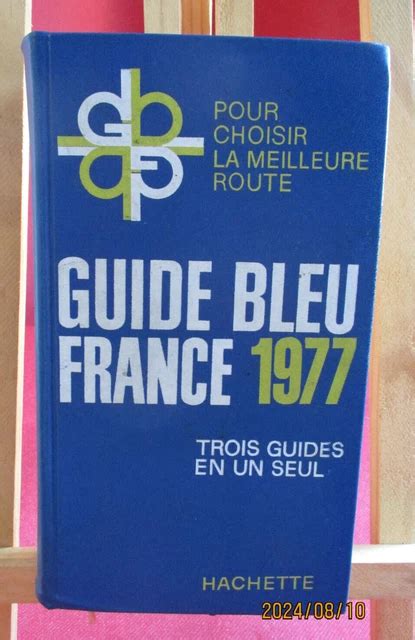 POUR
CHOISIR
LA MEILLEURE
ROUTE
GUIDE BLEU
FRANCE 1977
TROIS GUIDES
EN UN SEUL
HACHETTE
2024/08/10